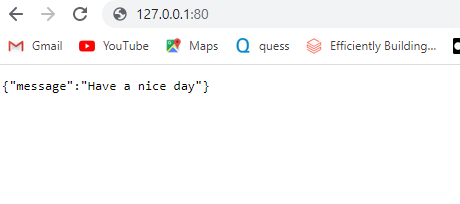 127.0.0.1:80
Gmail YouTube Maps Q quess Efficiently Building...
{"message":"Have a nice day"}